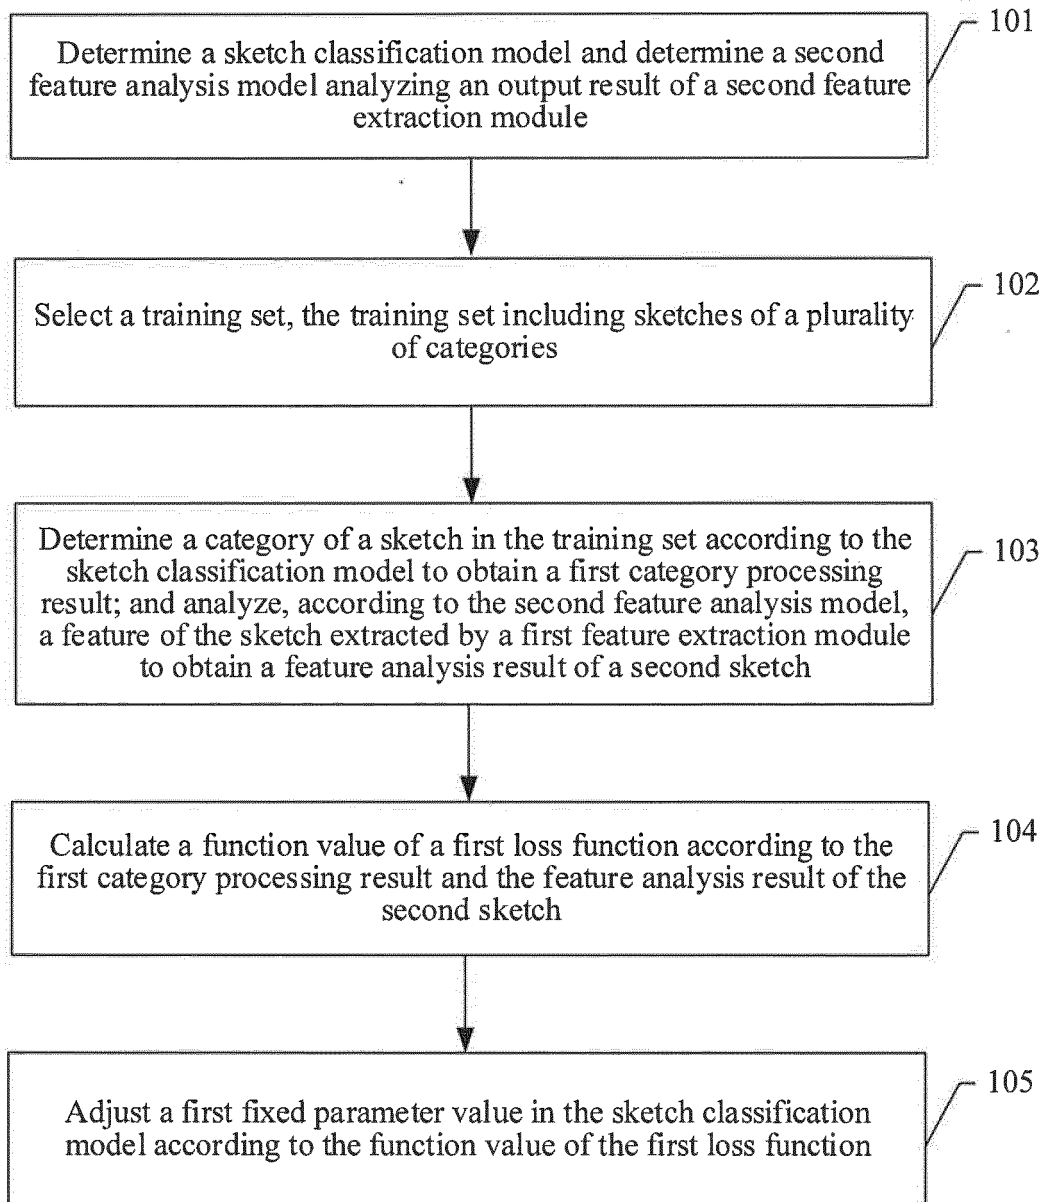 101
Determine a sketch classification model and determine a second
feature analysis model analyzing an output result of a second feature
extraction module
102
Select a training set, the training set including sketches of a plurality
of categories
103
Determine a category of a sketch in the training set according to the
sketch classification model to obtain a first category processing
result; and analyze, according to the second feature analysis model,
a feature of the sketch extracted by a first feature extraction module
to obtain a feature analysis result of a second sketch
104
Calculate a function value of a first loss function according to the
first category processing result and the feature analysis result of the
second sketch
105
Adjust a first fixed parameter value in the sketch classification
model according to the function value of the first loss function